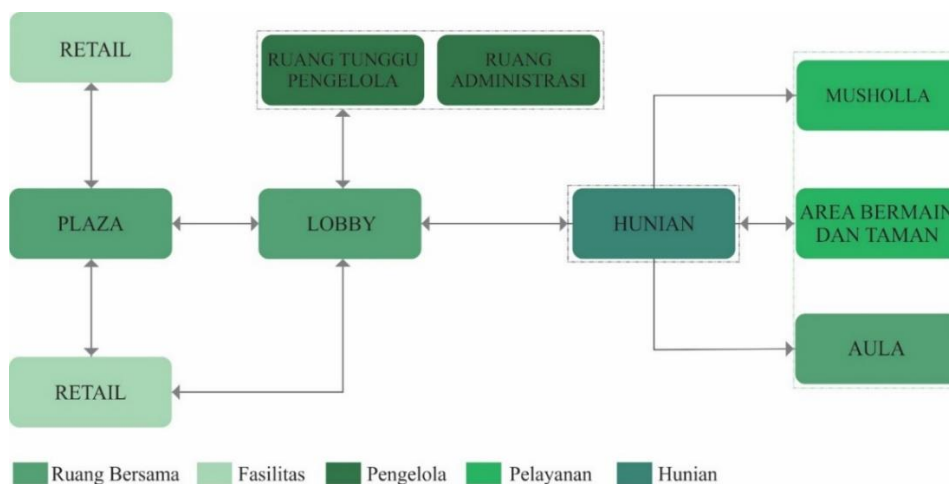 RETAIL
RUANG TUNGGU
PENGELOLA
RUANG
ADMINISTRASI
MUSHOLLA
PLAZA
LOBBY
HUNIAN
AREA BERMAIN
DAN TAMAN
RETAIL
AULA
Ruang Bersama
Fasilitas
Pengelola
Pelayanan
Hunian